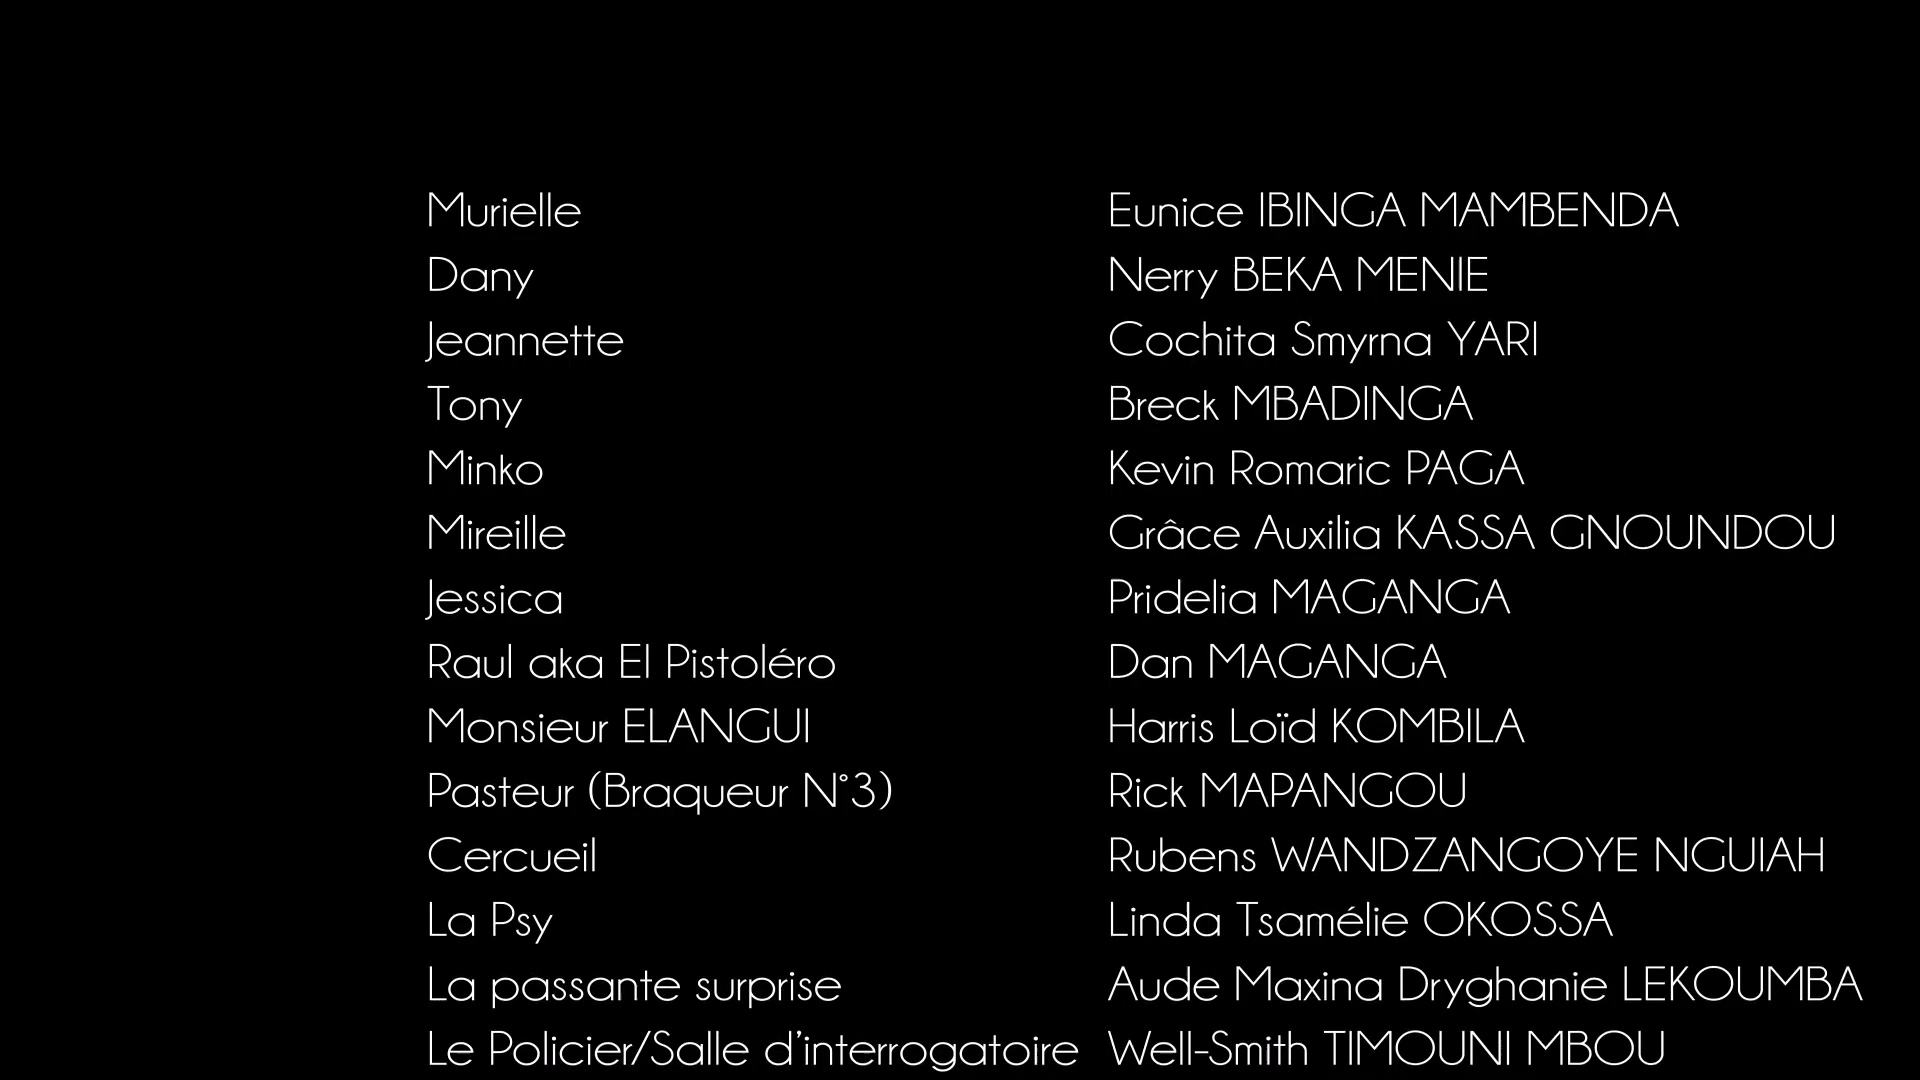 Murielle Eunice IBINGA MAMBENDA
Dany Nerry BEKA MENIE
Jeannette Cochita Smyrna YARI
Tony Breck MBADINGA
Minko Kevin Romaric PAGA
Mireille Grâce Auxilia KASSA GNOUNDOU
Jessica Pridelia MAGANGA
Raul aka El Pistoléro Dan MAGANGA
Monsieur ELANGUI Harris Loïd KOMBILA
Pasteur (Braqueur N°3) Rick MAPANGOU
Cercueil Rubens WANDZANGOYE NGUIAH
La Psy Linda Tsamélie OKOSSA
La passante surprise Aude Maxina Dryghanie LEKOUMBA
Le Policier/Salle d'interrogatoire Well-Smith TIMOUNI MBOU